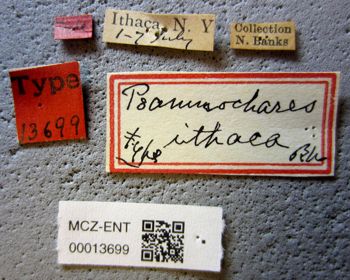 Ithaca, N Y
1-7 July
Collection
N. Banks
Type
13699
Psammochares
ithaca
type
Bks
MCZ-ENT
00013699